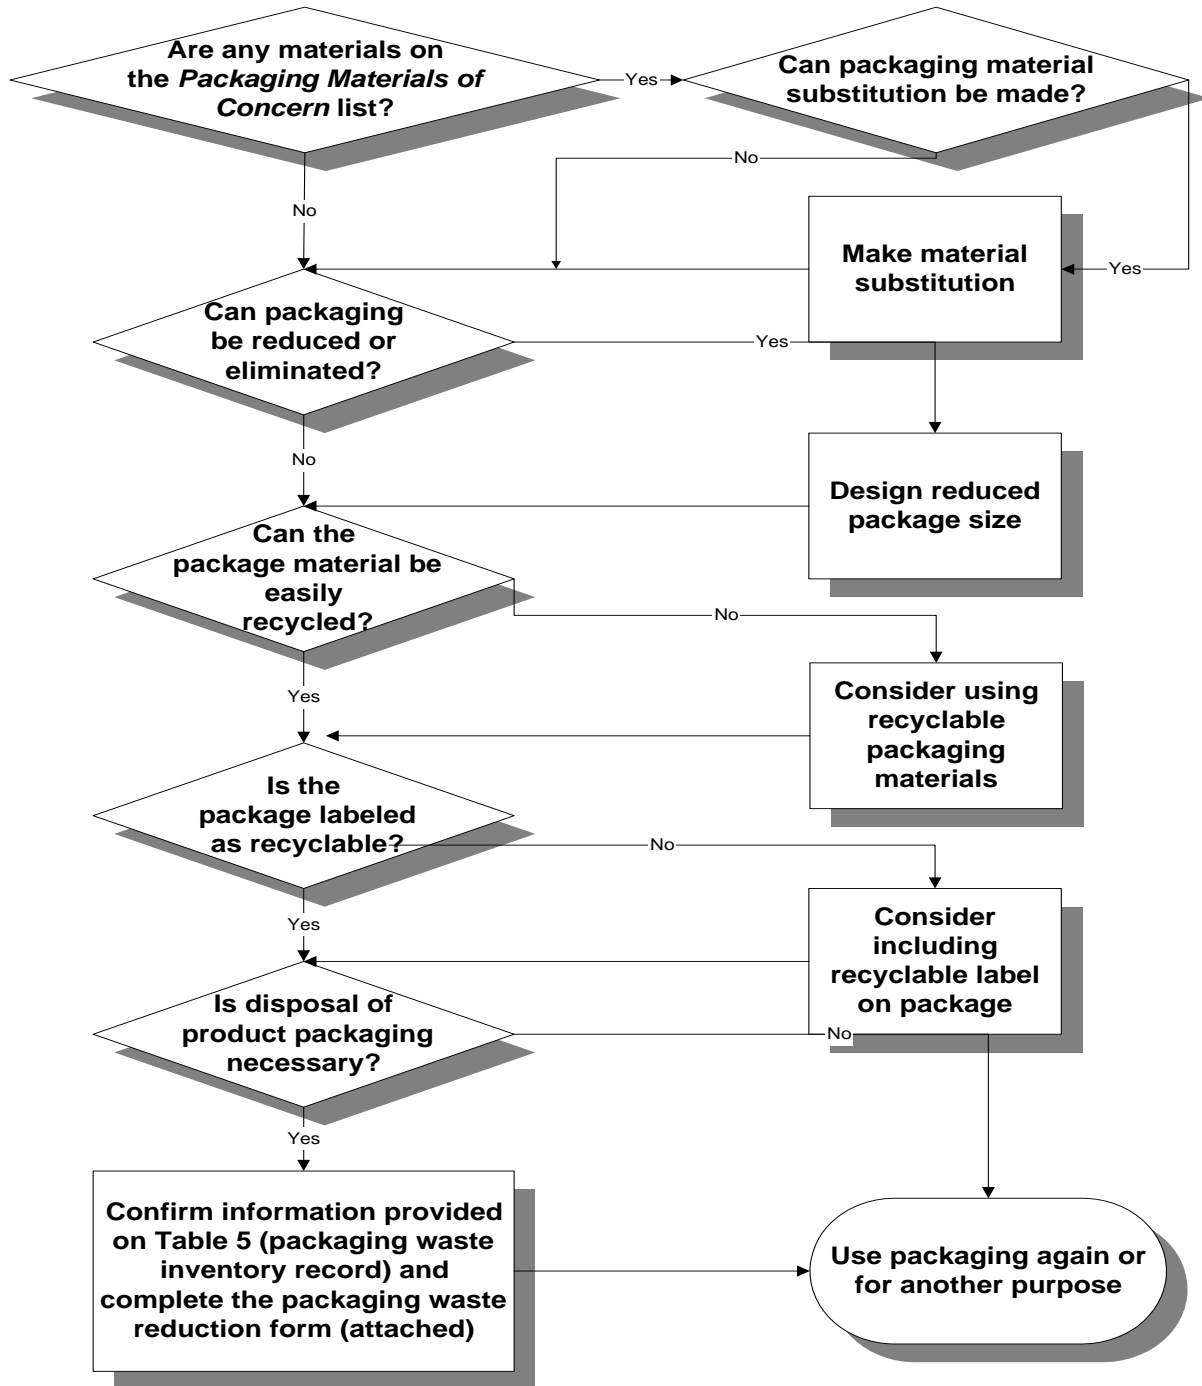 Are any materials on
the Packaging Materials of
Concern list?
Yes
Can packaging material
substitution be made?
No
No
Make material
substitution
Yes
Can packaging
be reduced or
eliminated?
Yes
No
Design reduced
package size
Can the
package material be
easily
recycled?
No
Yes
Consider using
recyclable
packaging
materials
Is the
package labeled
as recyclable?
No
Yes
Consider
including
recyclable label
on package
Is disposal of
product packaging
necessary?
No
Yes
Confirm information provided
on Table 5 (packaging waste
inventory record) and
complete the packaging waste
reduction form (attached)
Use packaging again or
for another purpose